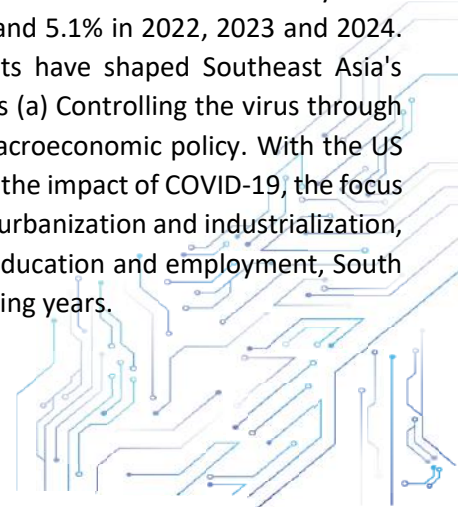 and 5.1% in 2022, 2023 and 2024.
ts have shaped Southeast Asia's
s (a) Controlling the virus through
acroeconomic policy. With the US
the impact of COVID-19, the focus
urbanization and industrialization,
education and employment, South
ing years.